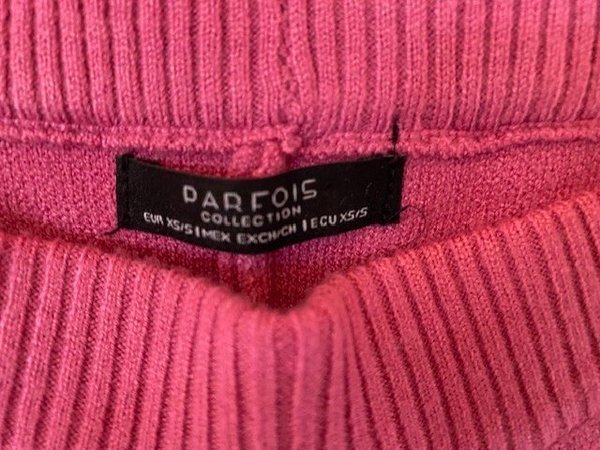 PARFOIS
COLLECTION
EUR XS/S | MEX EXCH/CH | ECU XS/S